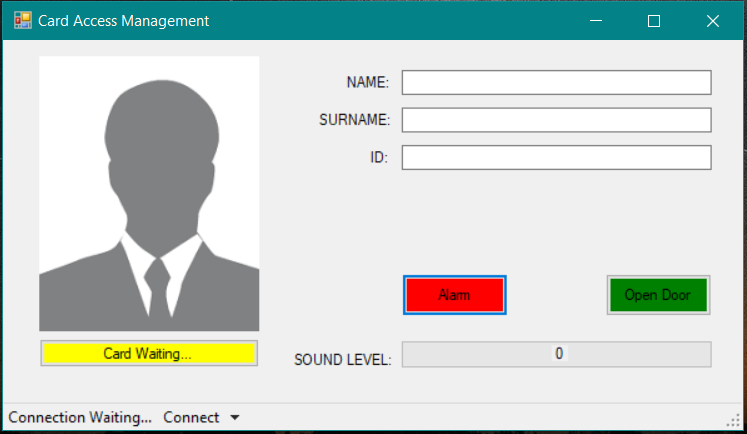 Card Access Management
NAME:
SURNAME:
ID:
Alarm
Open Door
Card Waiting...
SOUND LEVEL:
0
Connection Waiting... Connect